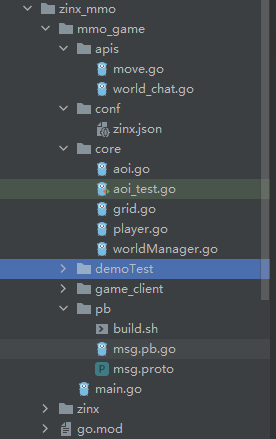 zinx_mmo
mmo_game
apis
move.go
world_chat.go
conf
zinx.json
core
aoi.go
aoi_test.go
grid.go
player.go
worldManager.go
demoTest
game_client
pb
build.sh
msg.pb.go
msg.proto
main.go
zinx
go.mod